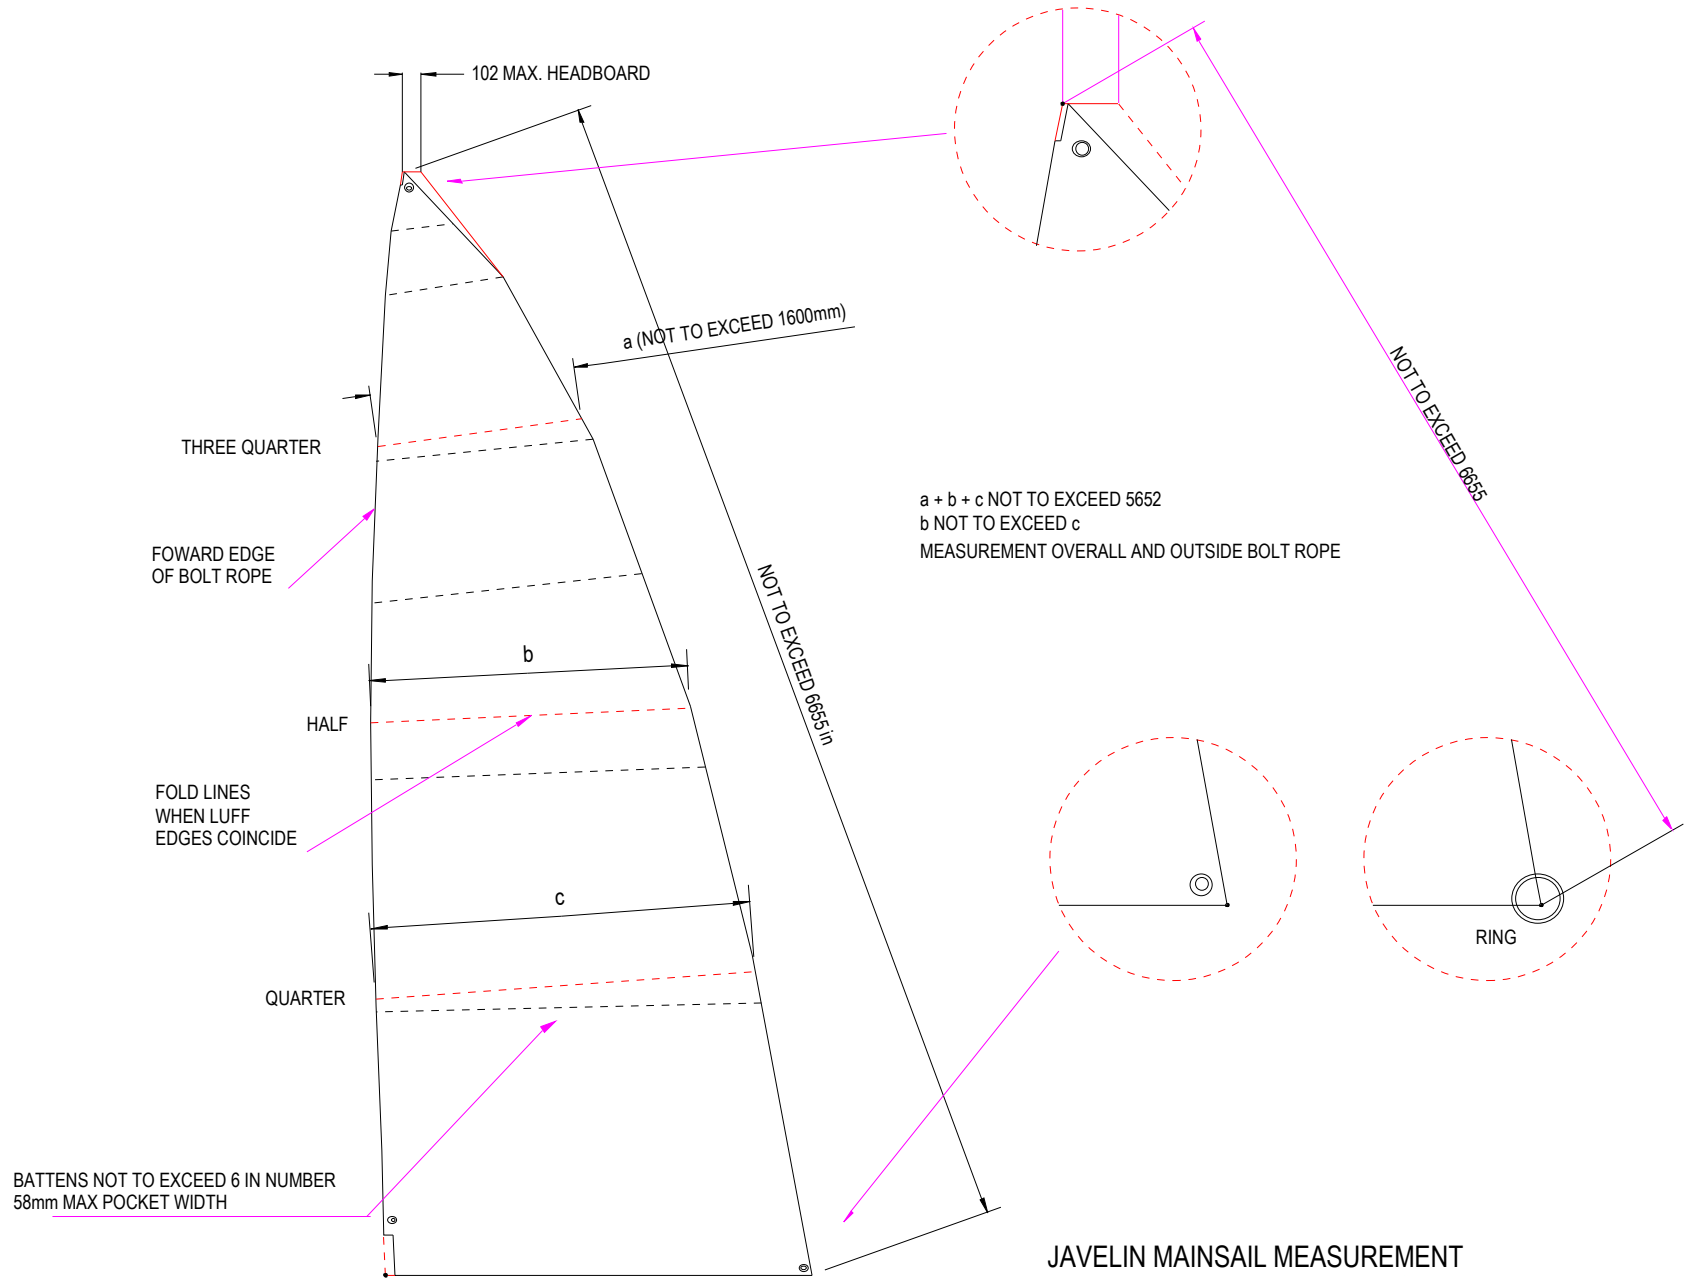 102 MAX. HEADBOARD
a (NOT TO EXCEED 1600mm)
NOT TO EXCEED 6655
THREE QUARTER
a + b + c NOT TO EXCEED 5652
b NOT TO EXCEED c
MEASUREMENT OVERALL AND OUTSIDE BOLT ROPE
FOWARD EDGE
OF BOLT ROPE
NOT TO EXCEED 6655 in
b
HALF
FOLD LINES
WHEN LUFF
EDGES COINCIDE
c
RING
QUARTER
BATTENS NOT TO EXCEED 6 IN NUMBER
58mm MAX POCKET WIDTH
JAVELIN MAINSAIL MEASUREMENT